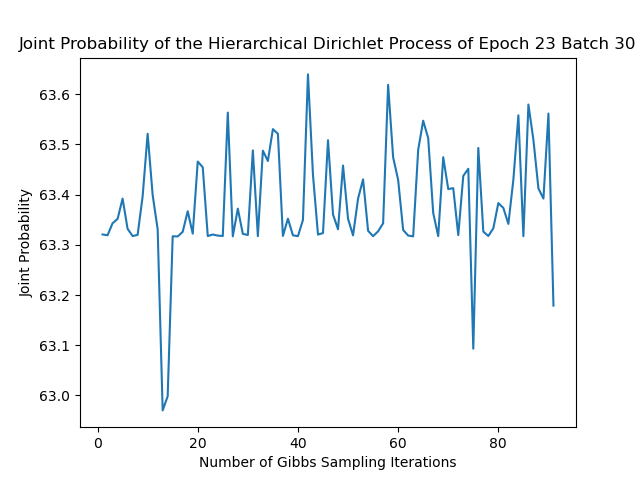 Joint Probability of the Hierarchical Dirichlet Process of Epoch 23 Batch 30
63.6
63.5
63.4
63.3
63.2
63.1
63.0
Joint Probability
0 20 40 60 80
Number of Gibbs Sampling Iterations